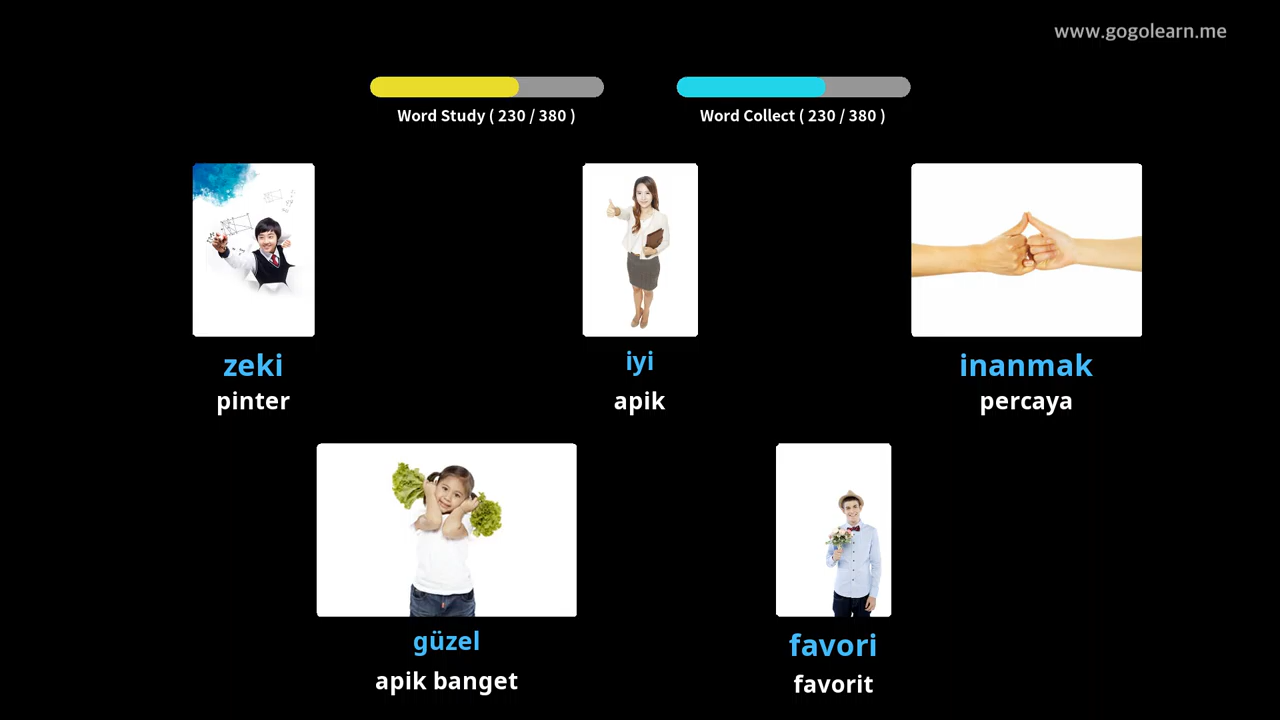 www.gogolearn.me
Word Study ( 230 / 380 )
Word Collect ( 230 / 380 )
zeki
pinter
iyi
apik
inanmak
percaya
güzel
apik banget
favori
favorit